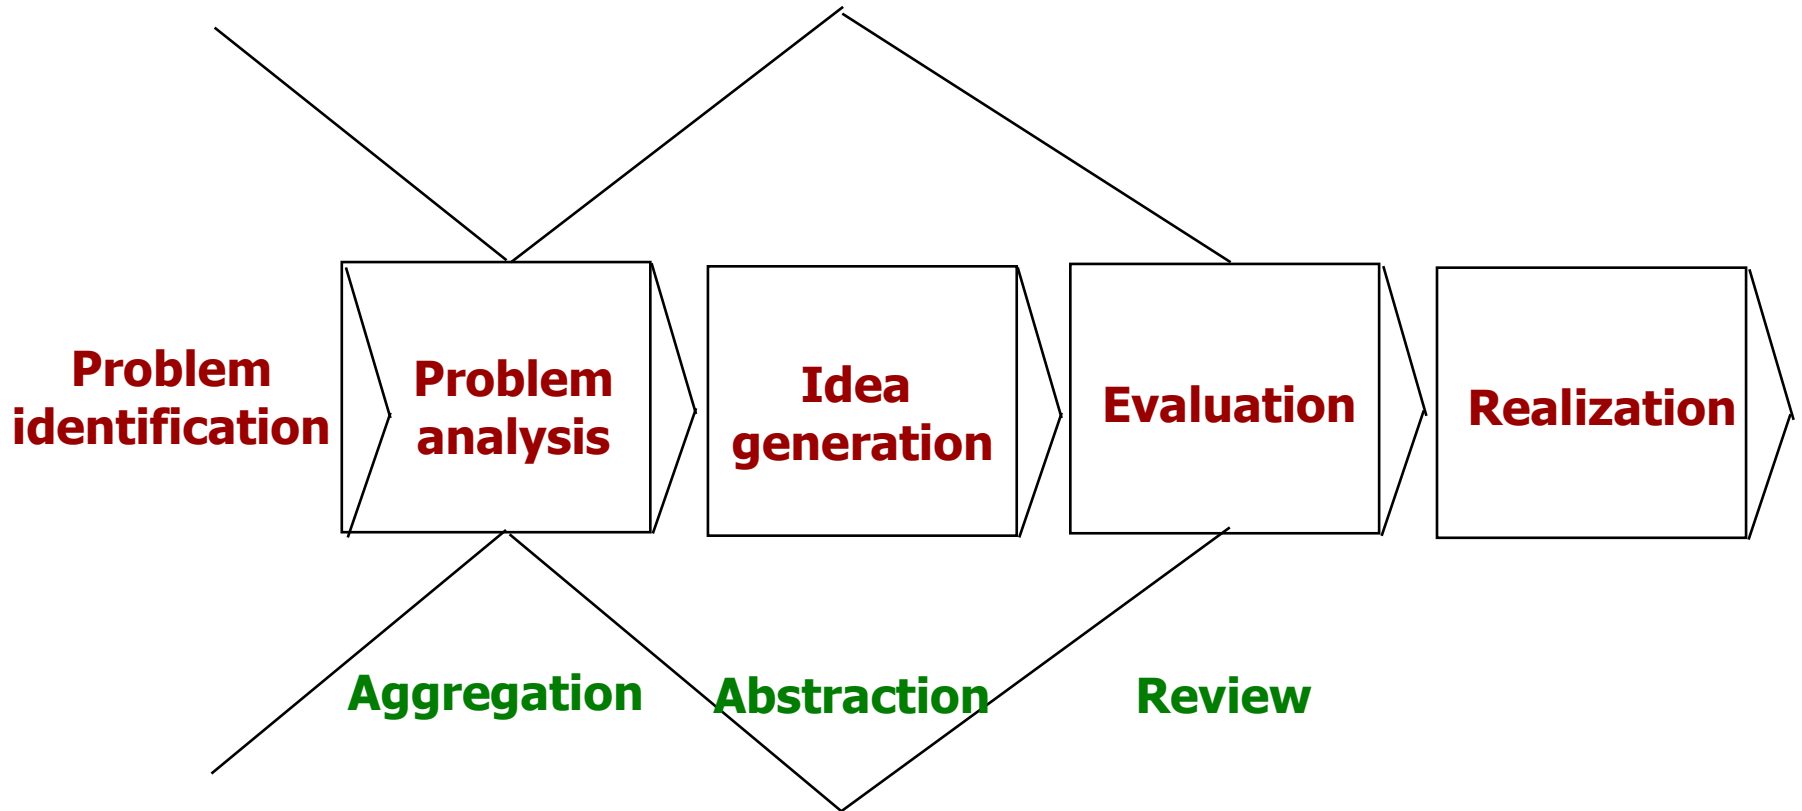 Problem
identification
Problem
analysis
Idea
generation
Evaluation
Realization
Aggregation
Abstraction
Review